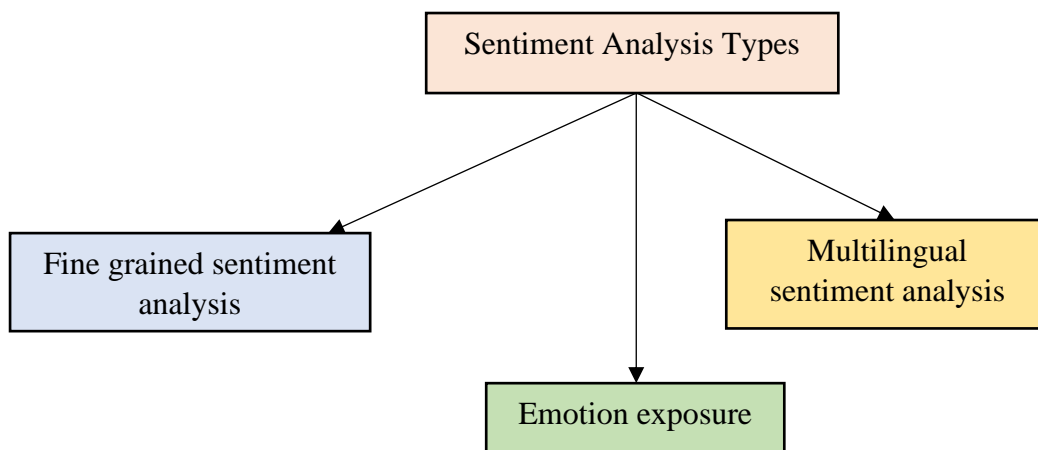 Sentiment Analysis Types
Fine grained sentiment
analysis
Multilingual
sentiment analysis
Emotion exposure